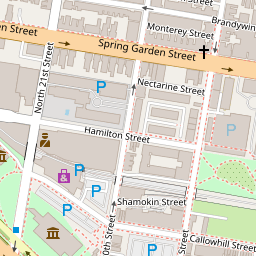 Brandywin
Monterey Street
Spring Garden Street
en Street
North 21st Street
Nectarine Street
P
Hamilton Street
P
P
P
Shamokin Street
P
0th Street
Callowhill Street